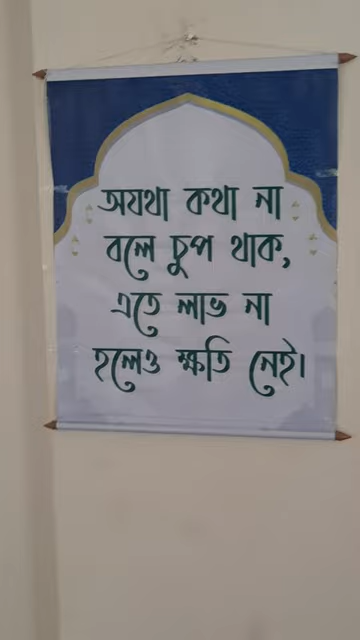 অযথা কথা না
বলে চুপ থাক,
এতে লাভ না
হলেও ক্ষতি নেই।